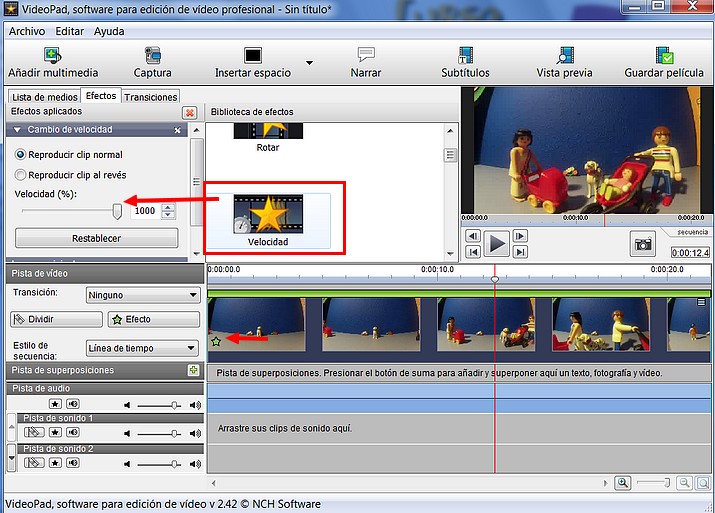 VideoPad, software para edición de vídeo profesional - Sin título*
Archivo Editar Ayuda
Añadir multimedia Captura Insertar espacio Narrar Subtítulos Vista previa Guardar película
Lista de medios Efectos Transiciones
Efectos aplicados
Biblioteca de efectos
Cambio de velocidad
Rotar
Reproducir clip normal
Reproducir clip al revés
Velocidad (%):
1000
Restablecer
Velocidad
0:00:00.0 0:00:10.0 0:00:20.0
secuencia
0:00:12.4
Pista de vídeo
0:00:00.0 0:00:10.0 0:00:20.0
Transición: Ninguno
Dividir Efecto
Estilo de secuencia: Línea de tiempo
Pista de superposiciones
Pista de superposiciones. Presionar el botón de suma para añadir y superponer aquí un texto, fotografía y vídeo.
Pista de audio
Pista de sonido 1
Arrastre sus clips de sonido aquí.
Pista de sonido 2
VideoPad, software para edición de vídeo v 2.42 © NCH Software